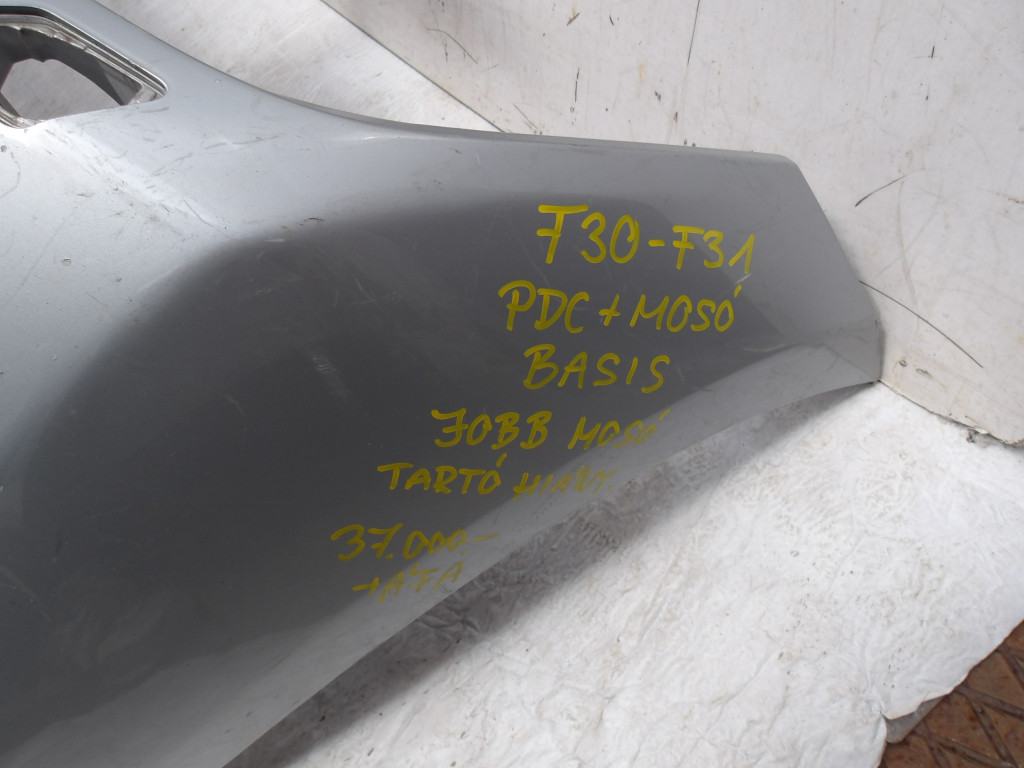 F30-F31
PDC + MOSÓ
BASIS
JOBB MOSÓ
TARTÓ HIÁNY
37.000.-
+ÁFA